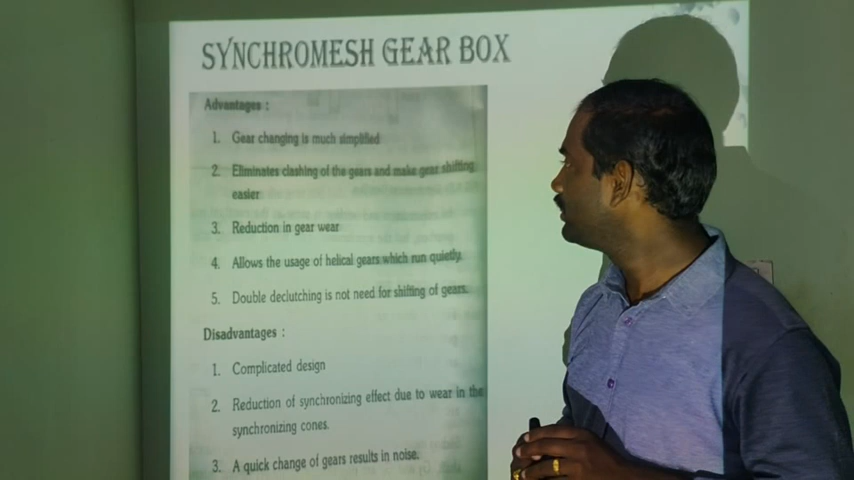 SYNCHROMESH GEAR BOX
Advantages :
1. Gear changing is much simplified
2. Eliminates clashing of the gears and make gear shifting
easier
3. Reduction in gear wear
4. Allows the usage of helical gears which run quietly.
5. Double declutching is not need for shifting of gears.
Disadvantages :
1. Complicated design
2. Reduction of synchronizing effect due to wear in the
synchronizing cones.
3. A quick change of gears results in noise.